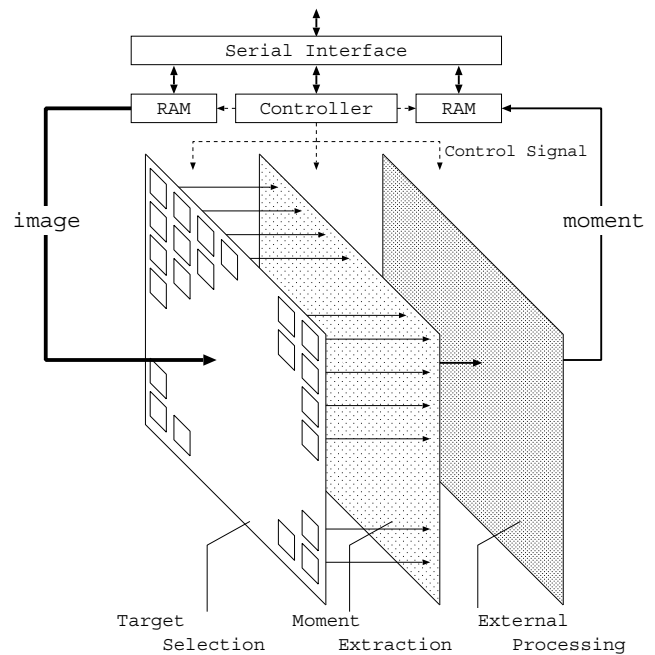 Serial Interface
RAM
Controller
RAM
Control Signal
image
moment
Target
Selection
Moment
Extraction
External
Processing